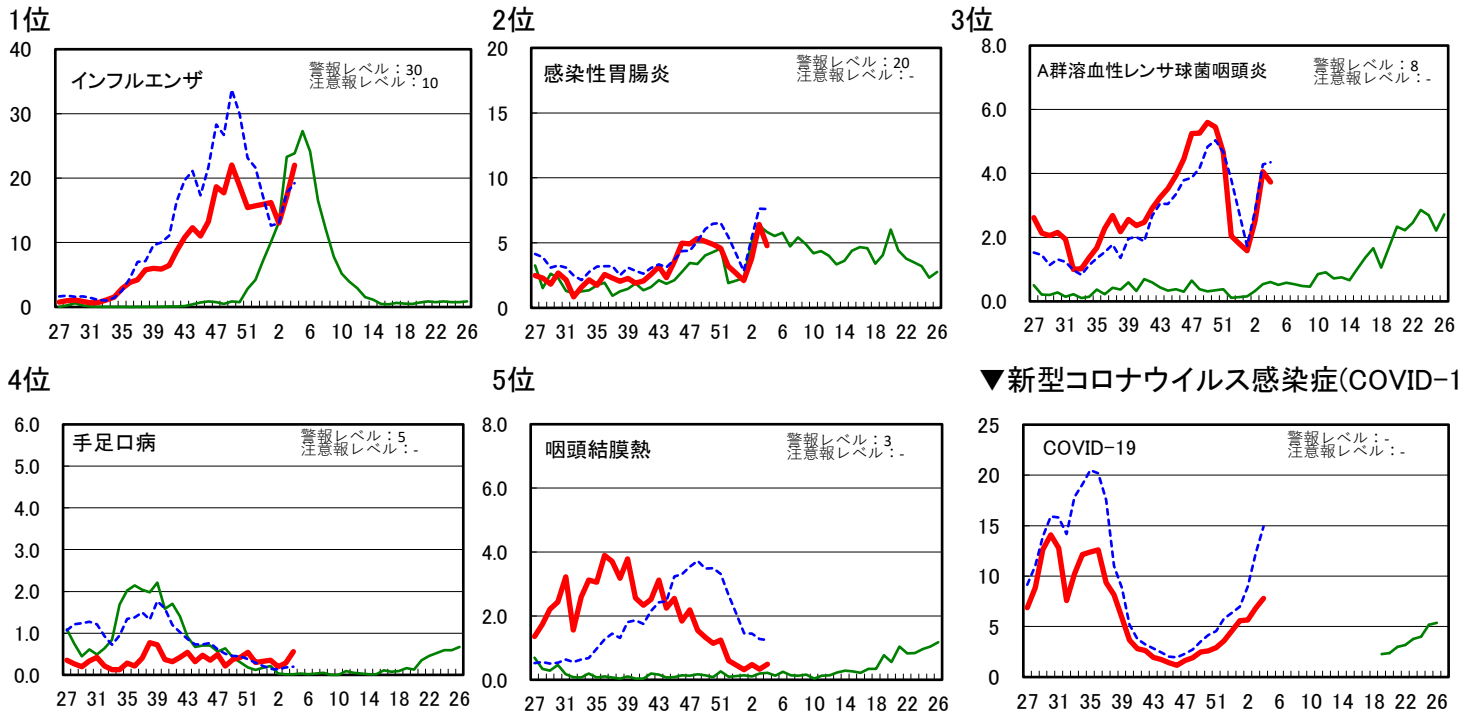 1位
インフルエンザ
警報レベル：30
注意報レベル：10
40
30
20
10
0
27 31 35 39 43 47 51 2 6 10 14 18 22 26
2位
感染性胃腸炎
警報レベル：20
注意報レベル：-
20
15
10
5
0
27 31 35 39 43 47 51 2 6 10 14 18 22 26
3位
A群溶血性レンサ球菌咽頭炎
警報レベル：8
注意報レベル：-
8.0
6.0
4.0
2.0
0.0
27 31 35 39 43 47 51 2 6 10 14 18 22 26
4位
手足口病
警報レベル：5
注意報レベル：-
6.0
5.0
4.0
3.0
2.0
1.0
0.0
27 31 35 39 43 47 51 2 6 10 14 18 22 26
5位
咽頭結膜熱
警報レベル：3
注意報レベル：-
8.0
6.0
4.0
2.0
0.0
27 31 35 39 43 47 51 2 6 10 14 18 22 26
▼新型コロナウイルス感染症(COVID-1
COVID-19
警報レベル：-
注意報レベル：-
25
20
15
10
5
0
27 31 35 39 43 47 51 2 6 10 14 18 22 26